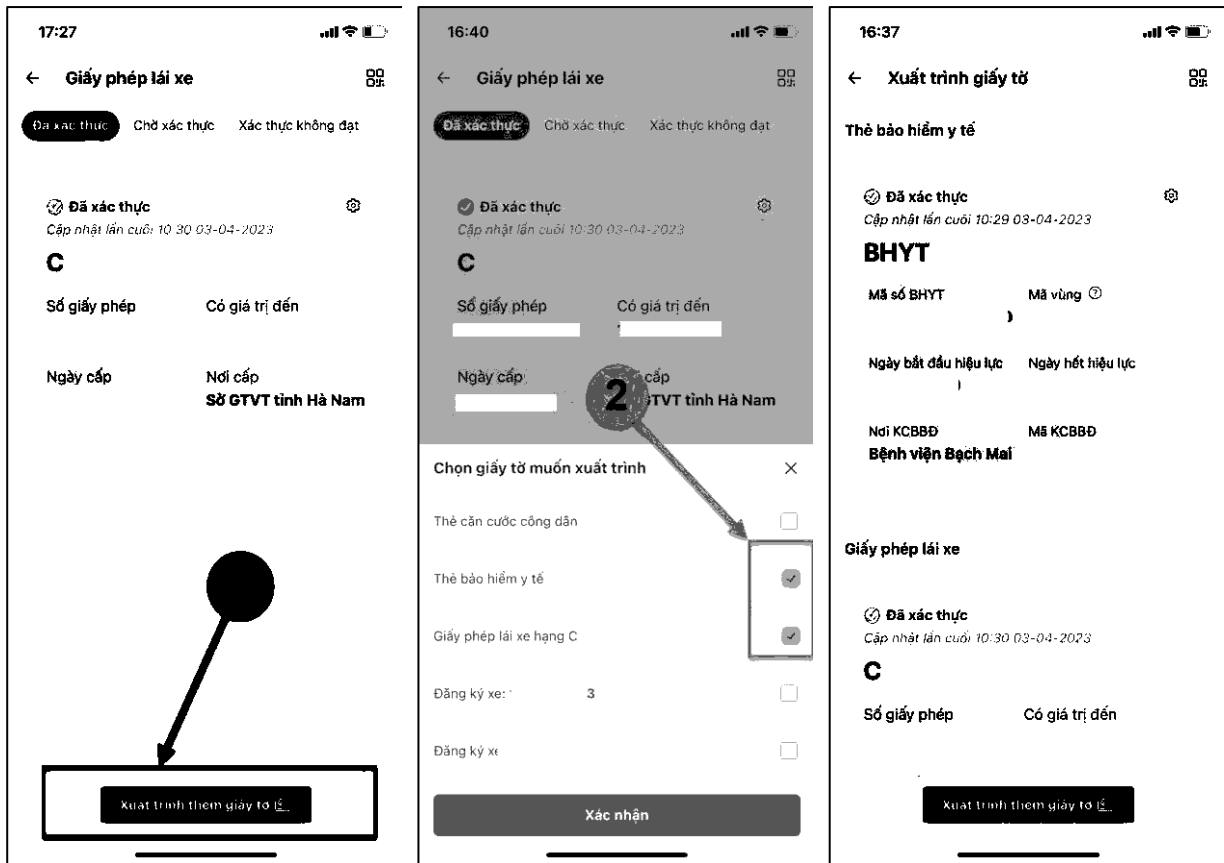 17:27
Giấy phép lái xe
Đã xác thực Chờ xác thực Xác thực không đạt
Đã xác thực
Cập nhật lần cuối 10:30 03-04-2023
C
Số giấy phép Có giá trị đến
Ngày cấp Nơi cấp
Sở GTVT tỉnh Hà Nam
Xuất trình thêm giấy tờ
16:40
Giấy phép lái xe
Đã xác thực Chờ xác thực Xác thực không đạt
Đã xác thực
Cập nhật lần cuối 10:30 03-04-2023
C
Số giấy phép Có giá trị đến
Ngày cấp cấp
2
GTVT tỉnh Hà Nam
Chọn giấy tờ muốn xuất trình
Thẻ căn cước công dân
Thẻ bảo hiểm y tế
Giấy phép lái xe hạng C
Đăng ký xe: 3
Đăng ký xe
Xác nhận
16:37
Xuất trình giấy tờ
Thẻ bảo hiểm y tế
Đã xác thực
Cập nhật lần cuối 10:29 03-04-2023
BHYT
Mã số BHYT Mã vùng
Ngày bắt đầu hiệu lực Ngày hết hiệu lực
Nơi KCBBĐ Mã KCBBĐ
Bệnh viện Bạch Mai
Giấy phép lái xe
Đã xác thực
Cập nhật lần cuối 10:30 03-04-2023
C
Số giấy phép Có giá trị đến
Xuất trình thêm giấy tờ